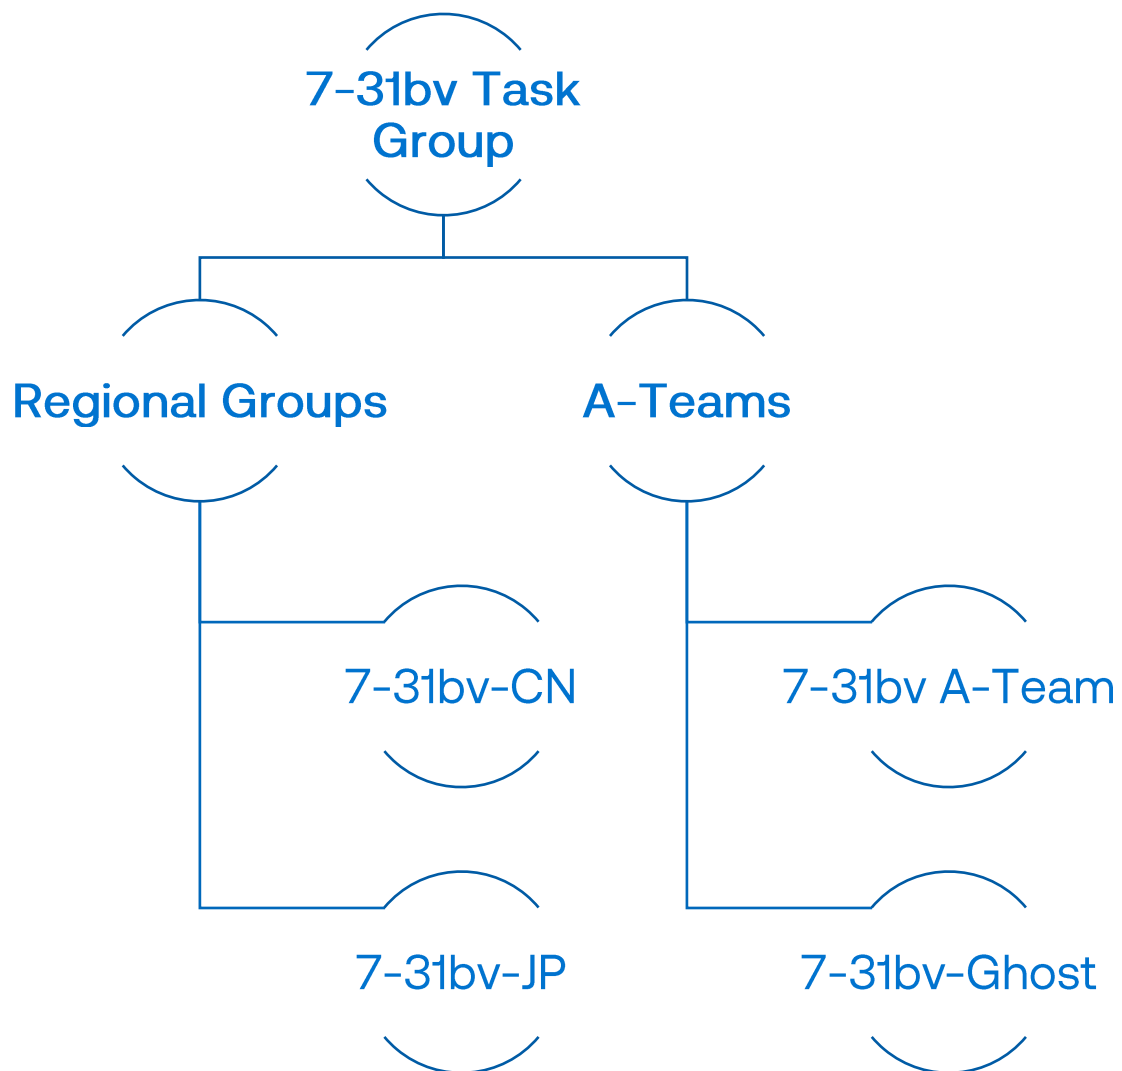 7-31bv Task
Group
Regional Groups
A-Teams
7-31bv-CN
7-31bv A-Team
7-31bv-JP
7-31bv-Ghost